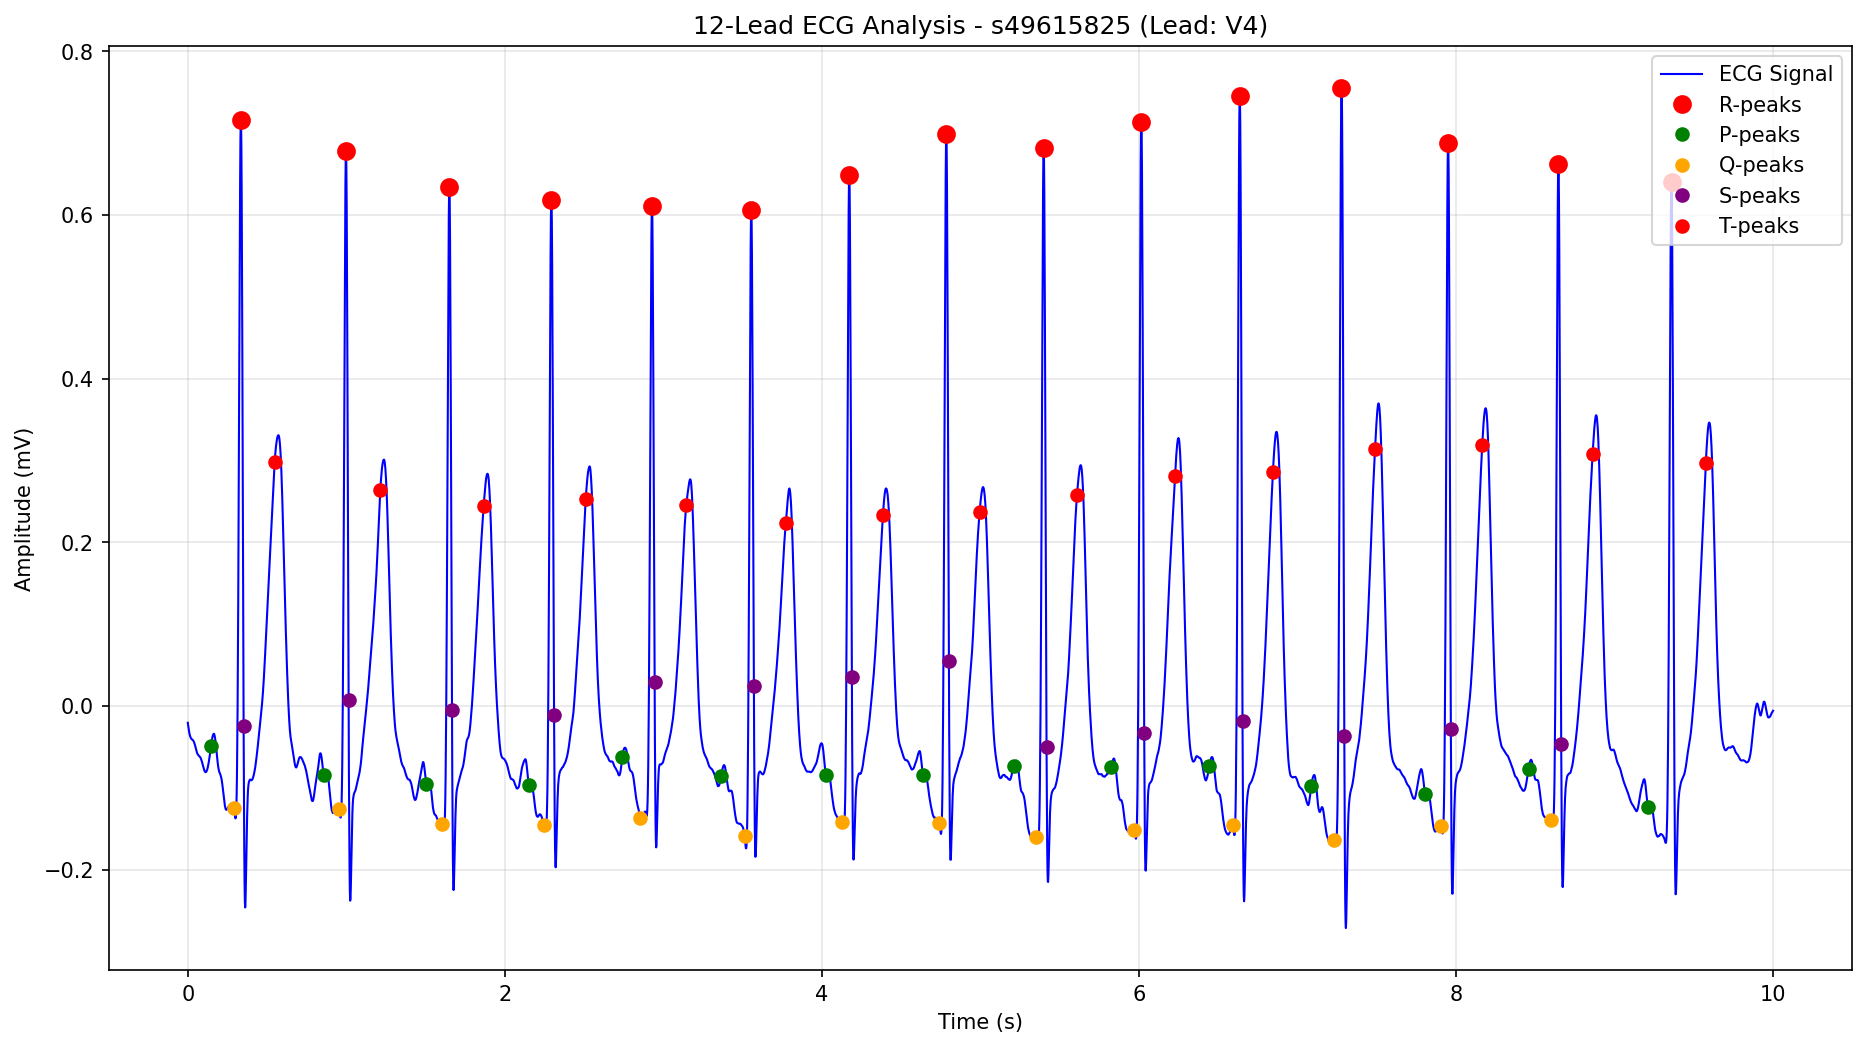 12-Lead ECG Analysis - s49615825 (Lead: V4)
ECG Signal
R-peaks
P-peaks
Q-peaks
S-peaks
T-peaks
Amplitude (mV)
0.8
0.6
0.4
0.2
0.0
−0.2
0 2 4 6 8 10
Time (s)